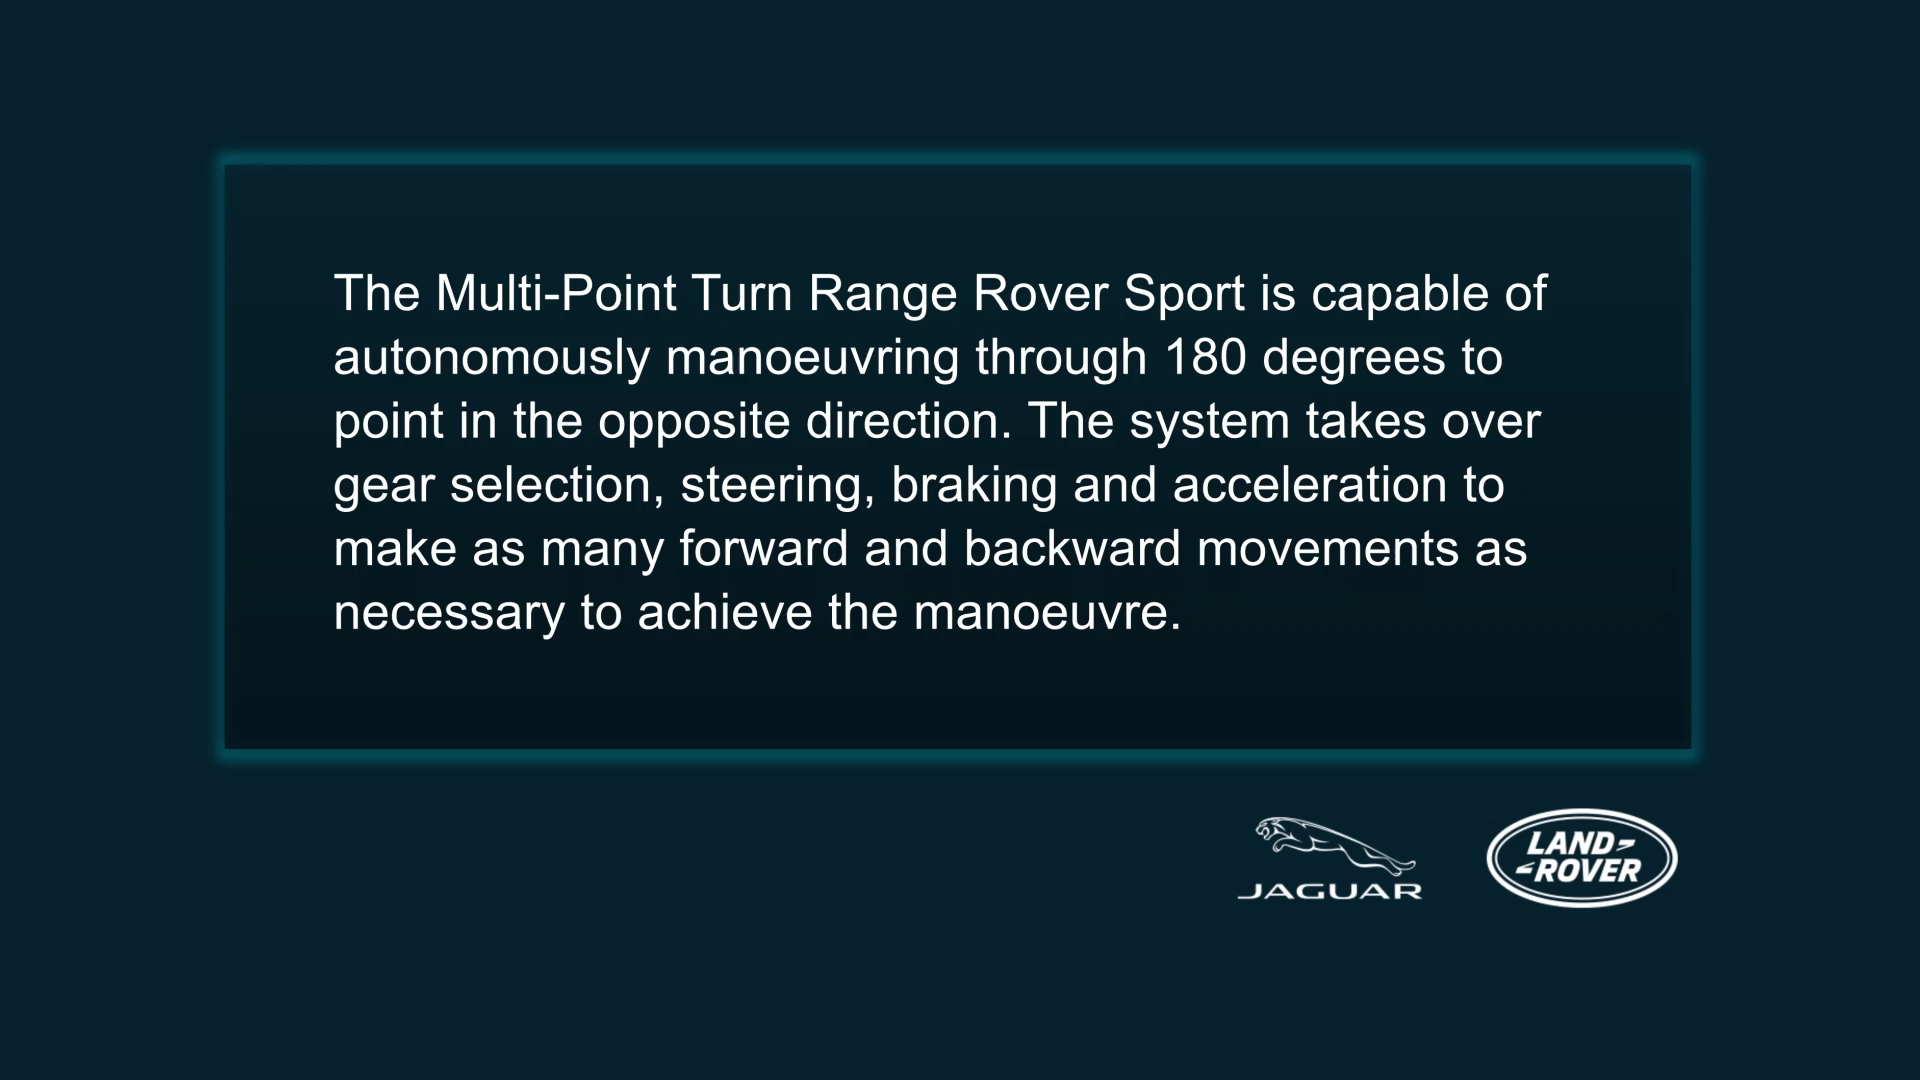 The Multi-Point Turn Range Rover Sport is capable of
autonomously manoeuvring through 180 degrees to
point in the opposite direction. The system takes over
gear selection, steering, braking and acceleration to
make as many forward and backward movements as
necessary to achieve the manoeuvre.
JAGUAR
LAND
ROVER